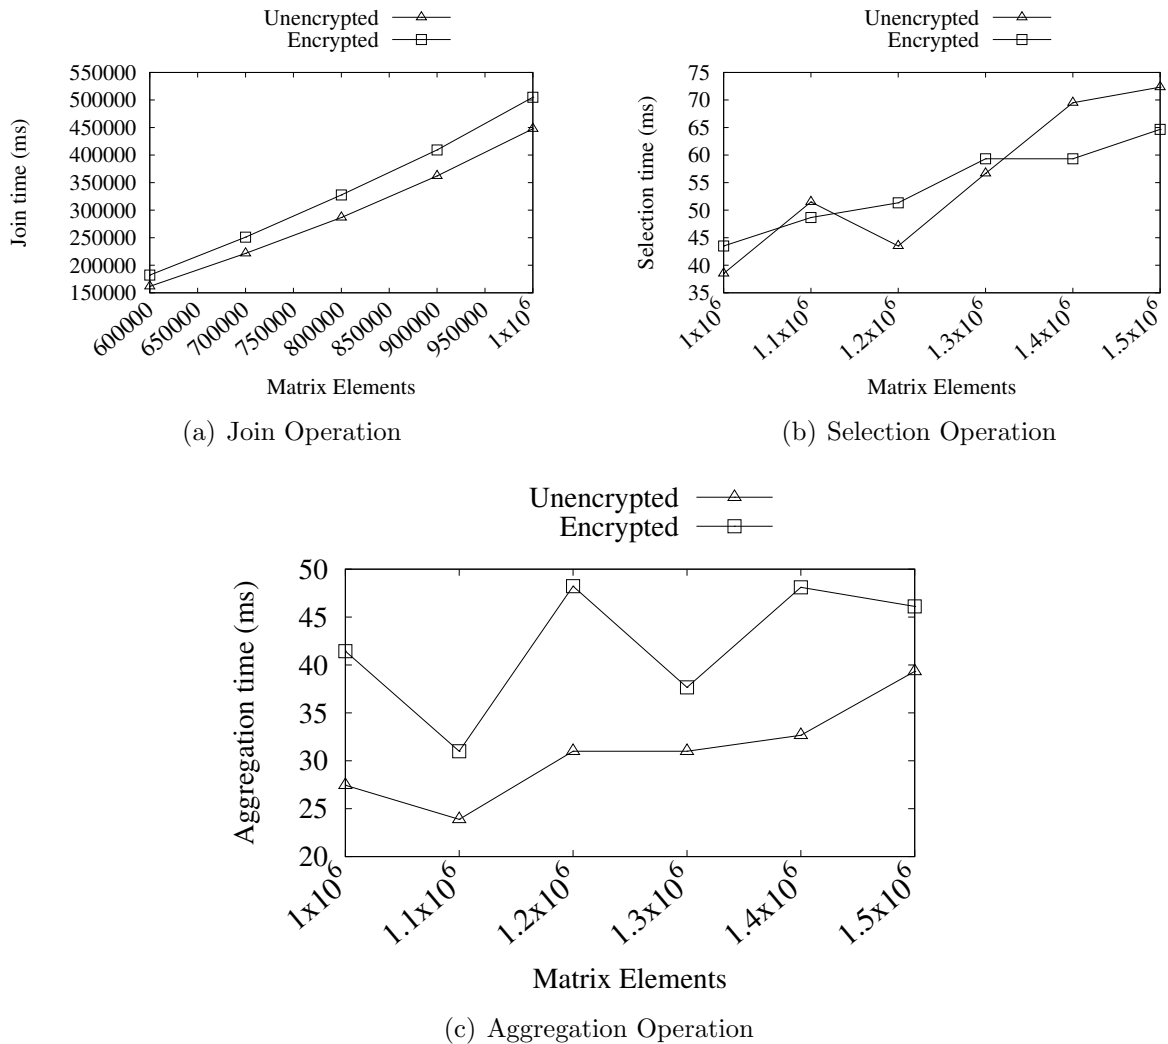 Unencrypted
Encrypted
Join time (ms)
550000
500000
450000
400000
350000
300000
250000
200000
150000
600000
650000
700000
750000
800000
850000
900000
950000
1x10^6
Matrix Elements
(a) Join Operation
Unencrypted
Encrypted
Selection time (ms)
75
70
65
60
55
50
45
40
35
1x10^6
1.1x10^6
1.2x10^6
1.3x10^6
1.4x10^6
1.5x10^6
Matrix Elements
(b) Selection Operation
Unencrypted
Encrypted
Aggregation time (ms)
50
45
40
35
30
25
20
1x10^6
1.1x10^6
1.2x10^6
1.3x10^6
1.4x10^6
1.5x10^6
Matrix Elements
(c) Aggregation Operation